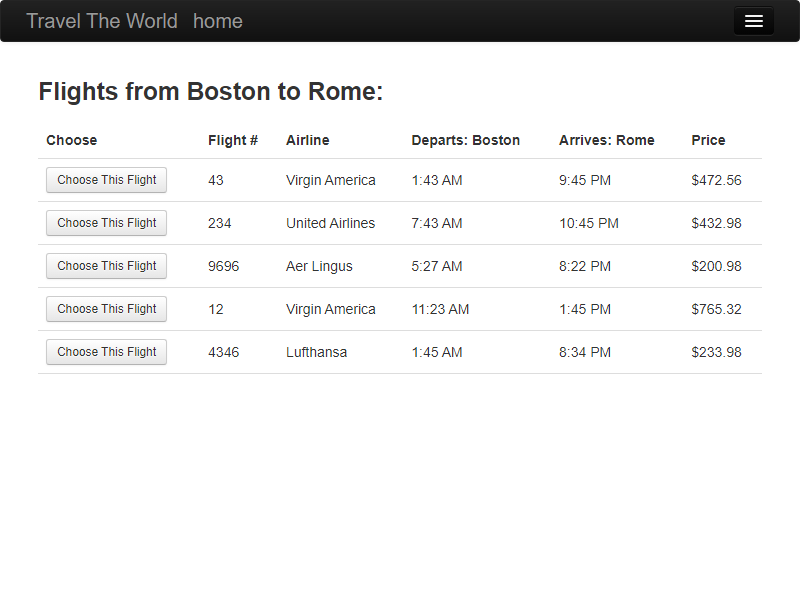 Travel The World home
Flights from Boston to Rome:
Choose Flight # Airline Departs: Boston Arrives: Rome Price
Choose This Flight 43 Virgin America 1:43 AM 9:45 PM $472.56
Choose This Flight 234 United Airlines 7:43 AM 10:45 PM $432.98
Choose This Flight 9696 Aer Lingus 5:27 AM 8:22 PM $200.98
Choose This Flight 12 Virgin America 11:23 AM 1:45 PM $765.32
Choose This Flight 4346 Lufthansa 1:45 AM 8:34 PM $233.98